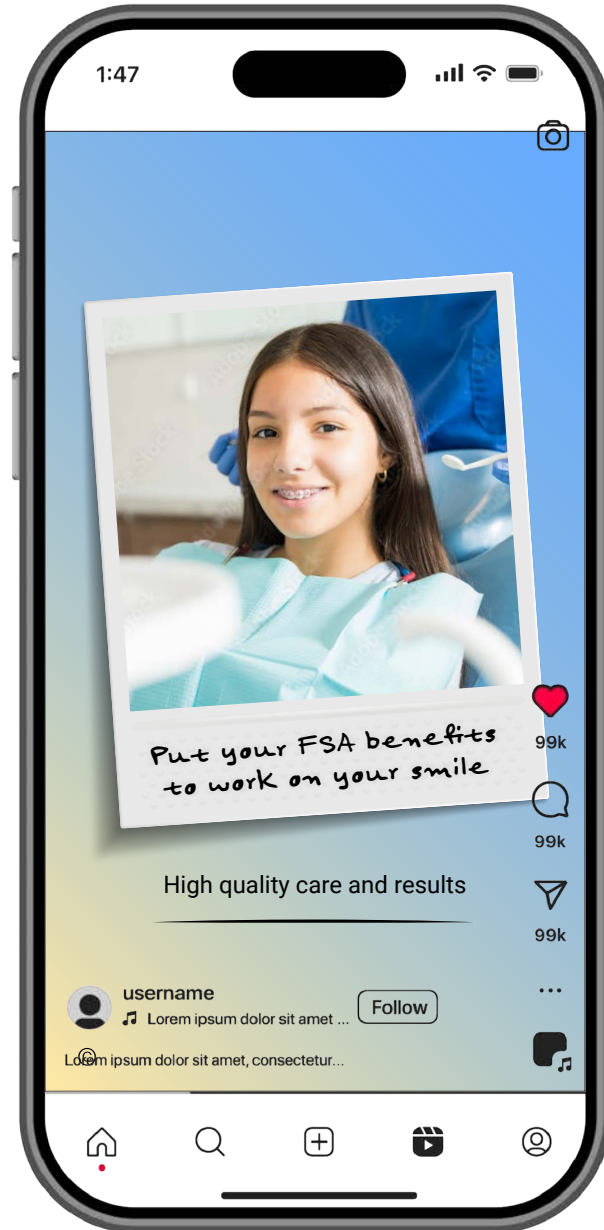 1:47
Put your FSA benefits
to work on your smile
99k
99k
High quality care and results
99k
username
Lorem ipsum dolor sit amet ...
Follow
©
Lorem ipsum dolor sit amet, consectetur...